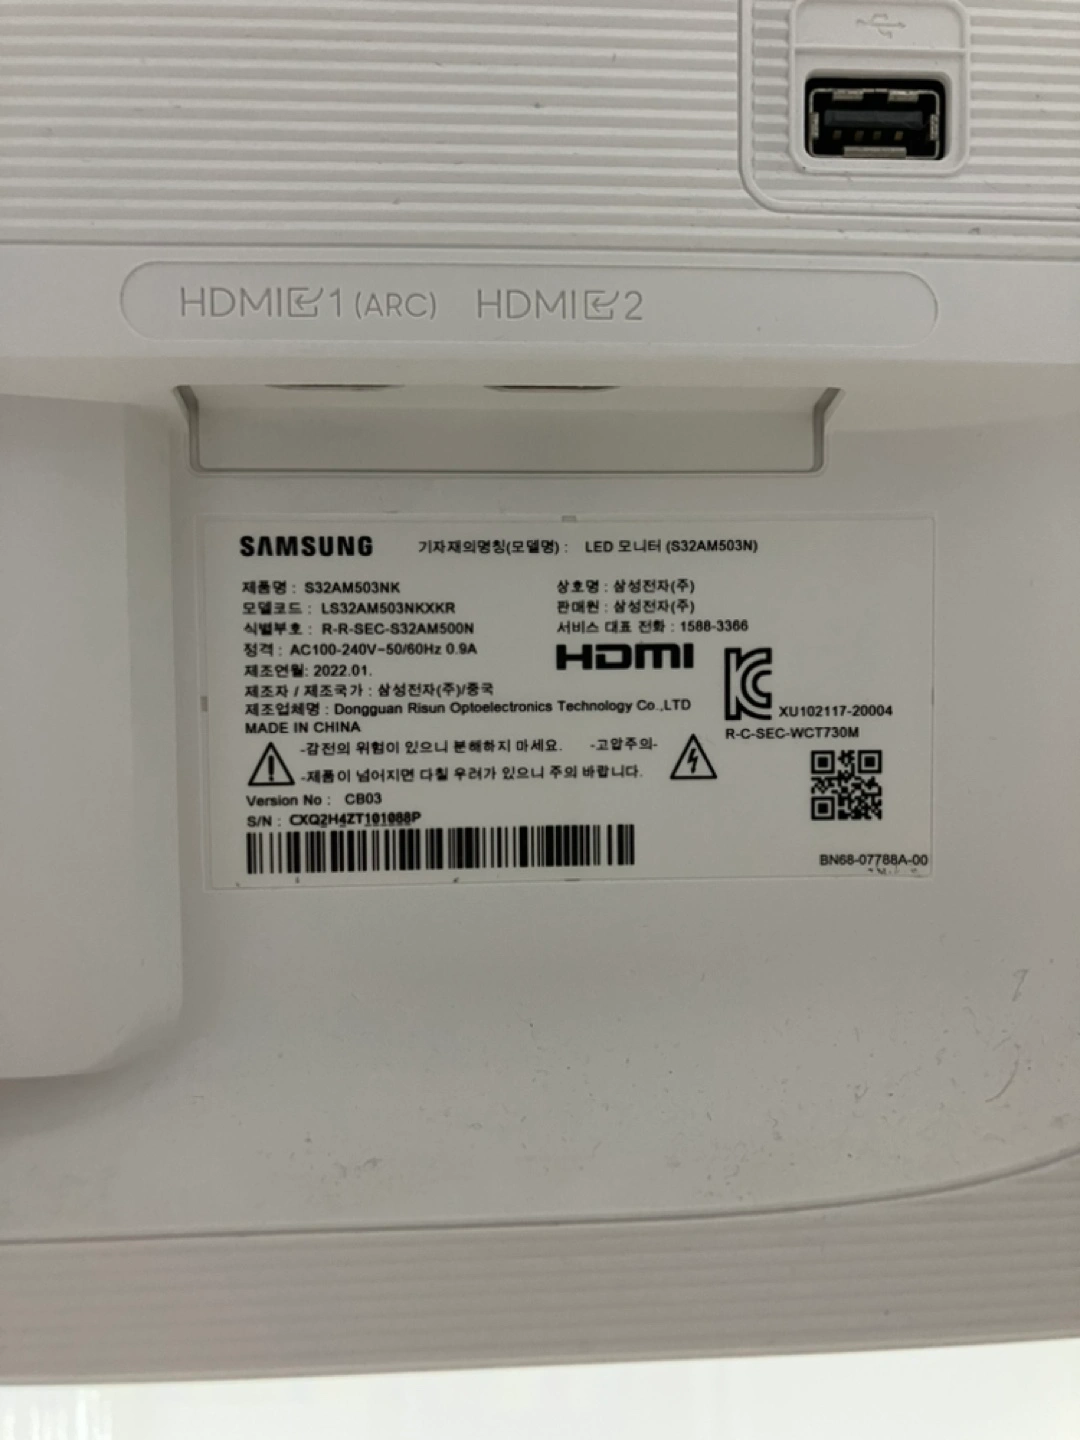 HDMI 1 (ARC) HDMI 2
SAMSUNG 기자재의명칭(모델명) : LED 모니터 (S32AM503N)
제품명 : S32AM503NK 상호명 : 삼성전자(주)
모델코드 : LS32AM503NKXKR 판매원 : 삼성전자(주)
식별부호 : R-R-SEC-S32AM500N 서비스 대표 전화 : 1588-3366
정격 : AC100-240V~50/60Hz 0.9A HDMI
제조연월: 2022.01.
제조자 / 제조국가 : 삼성전자(주)/중국
제조업체명 : Dongguan Risun Optoelectronics Technology Co.,LTD XU102117-20004
MADE IN CHINA R-C-SEC-WCT730M
-감전의 위험이 있으니 분해하지 마세요. -고압주의-
-제품이 넘어지면 다칠 우려가 있으니 주의 바랍니다.
Version No : CB03
S/N : CXQ2H4ZT101088P
BN68-07788A-00